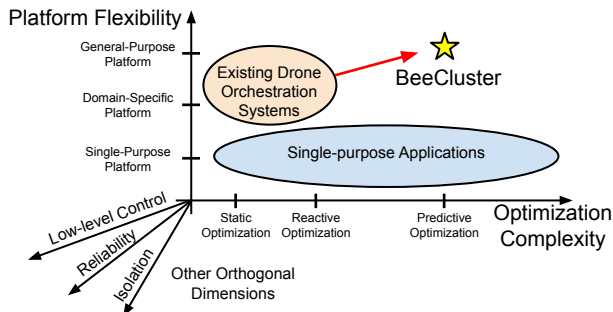 Platform Flexibility
General-Purpose
Platform
Existing Drone
Orchestration
Systems
BeeCluster
Domain-Specific
Platform
Single-Purpose
Platform
Single-purpose Applications
Static
Optimization
Reactive
Optimization
Predictive
Optimization
Optimization
Complexity
Low-level Control
Reliability
Isolation
Other Orthogonal
Dimensions